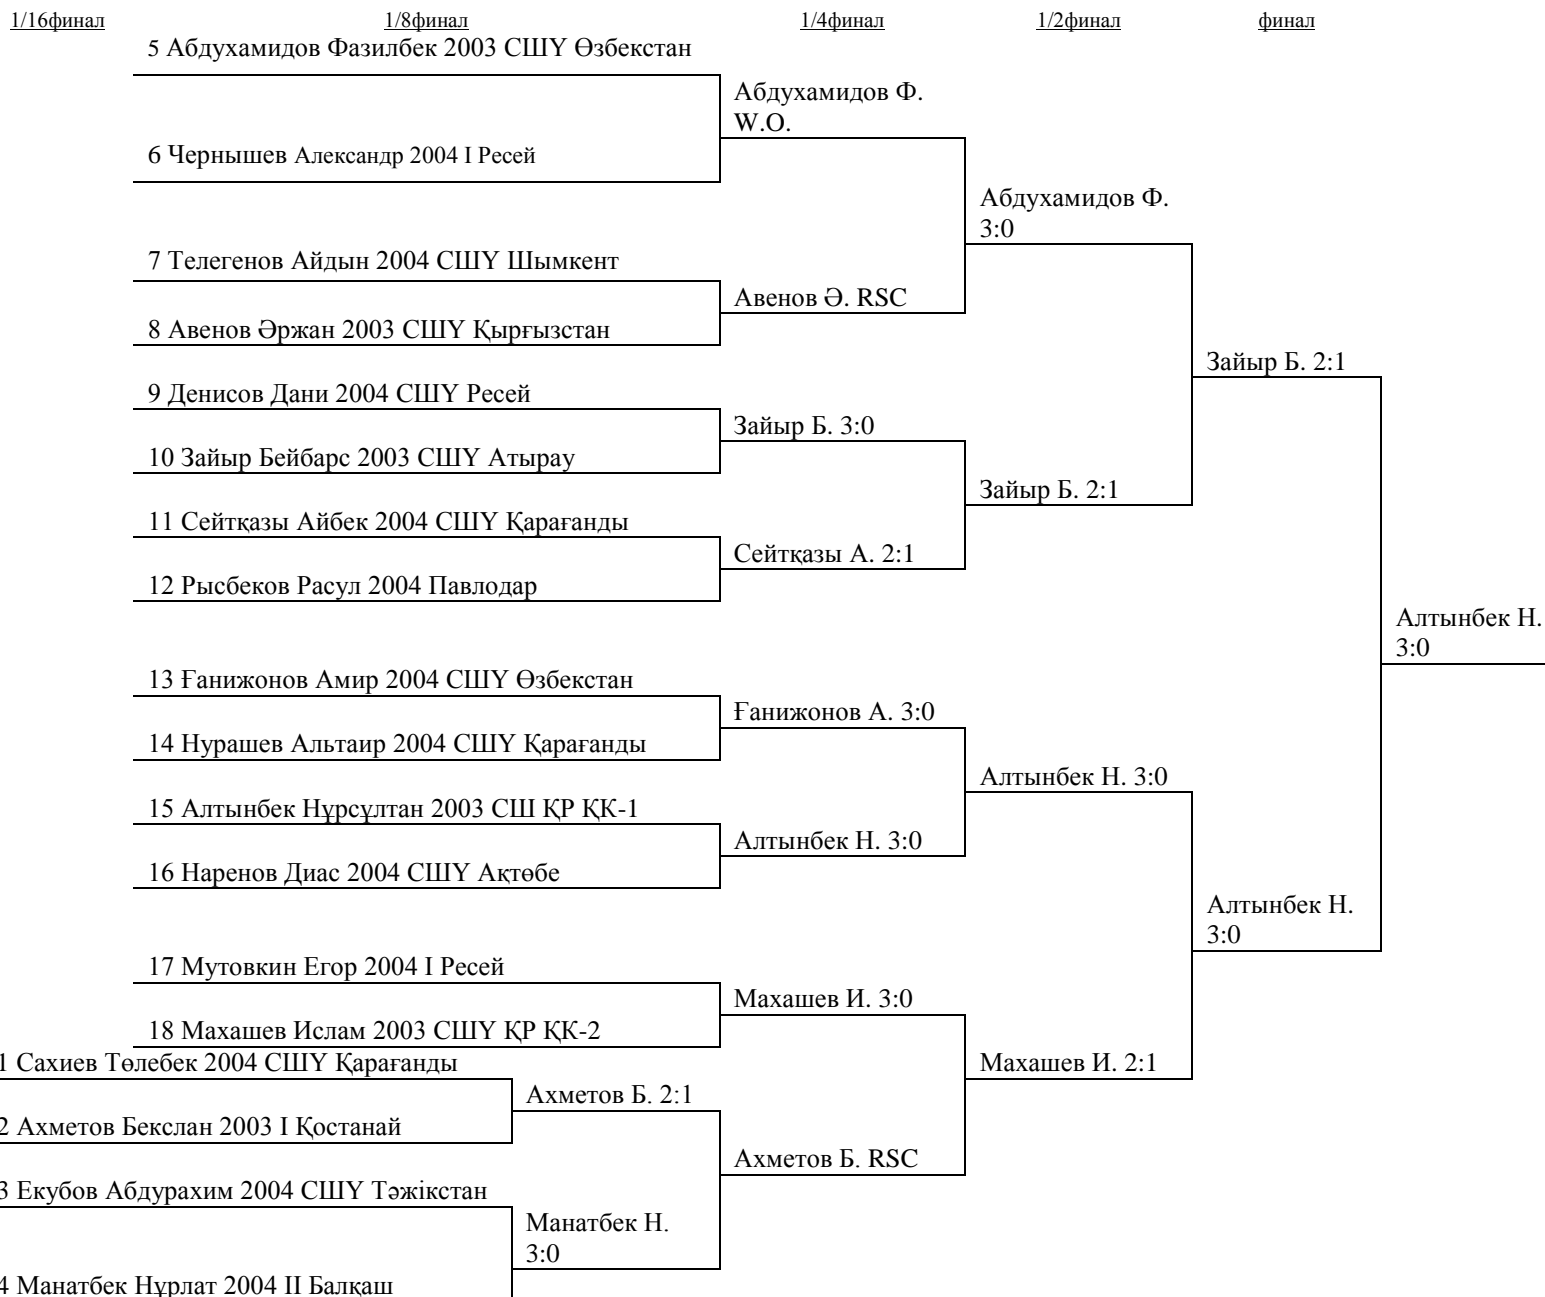 1/16финал 1/8финал 1/4финал 1/2финал финал
5 Абдухамидов Фазилбек 2003 СШҮ Өзбекстан
Абдухамидов Ф.
W.O.
6 Чернышев Александр 2004 I Ресей
Абдухамидов Ф.
3:0
7 Телегенов Айдын 2004 СШҮ Шымкент
Авенов Ә. RSC
8 Авенов Әржан 2003 СШҮ Қырғызстан
Зайыр Б. 2:1
9 Денисов Дани 2004 СШҮ Ресей
Зайыр Б. 3:0
10 Зайыр Бейбарс 2003 СШҮ Атырау
Зайыр Б. 2:1
11 Сейтқазы Айбек 2004 СШҮ Қарағанды
Сейтқазы А. 2:1
12 Рысбеков Расул 2004 Павлодар
Алтынбек Н.
3:0
13 Ғанижонов Амир 2004 СШҮ Өзбекстан
Ғанижонов А. 3:0
14 Нурашев Альтаир 2004 СШҮ Қарағанды
Алтынбек Н. 3:0
15 Алтынбек Нұрсұлтан 2003 СШ ҚР ҚК-1
Алтынбек Н. 3:0
16 Наренов Диас 2004 СШҮ Ақтөбе
Алтынбек Н.
3:0
17 Мутовкин Егор 2004 I Ресей
Махашев И. 3:0
18 Махашев Ислам 2003 СШҮ ҚР ҚК-2
1 Сахиев Төлебек 2004 СШҮ Қарағанды
Махашев И. 2:1
Ахметов Б. 2:1
2 Ахметов Бекслан 2003 I Қостанай
Ахметов Б. RSC
3 Екубов Абдурахим 2004 СШҮ Тәжікстан
Манатбек Н.
3:0
4 Манатбек Нұрлат 2004 II Балқаш